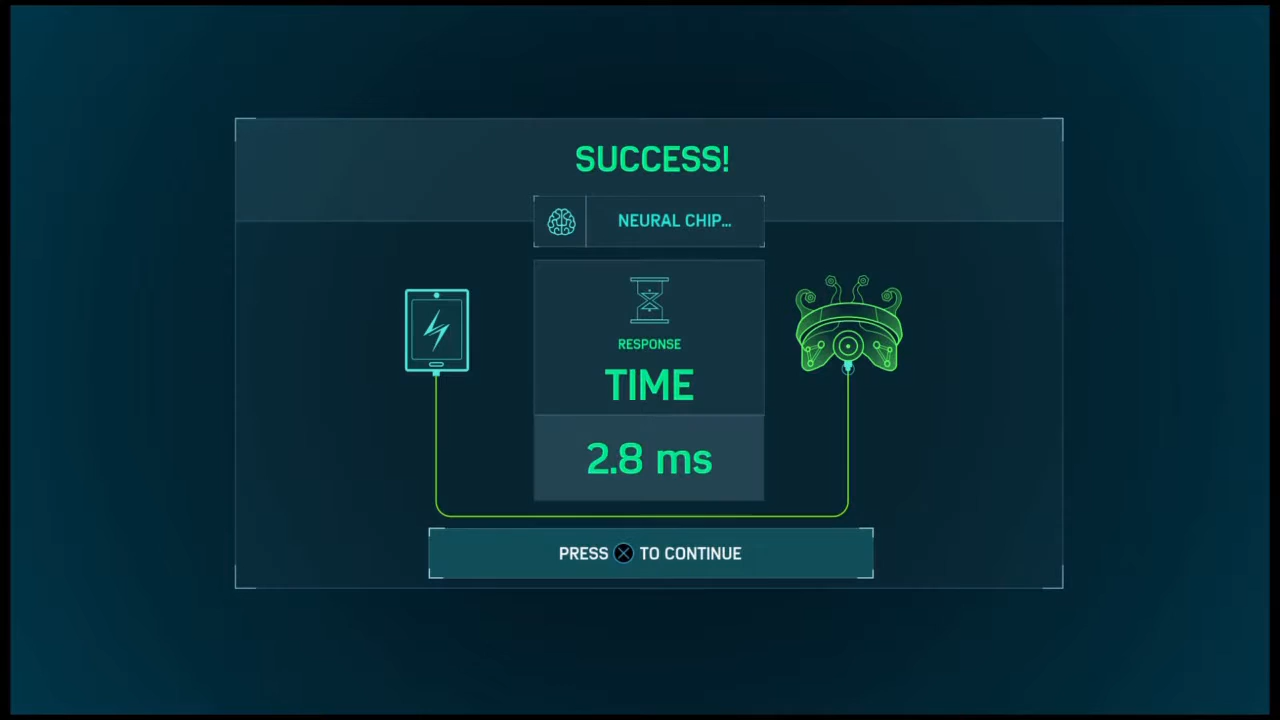 SUCCESS!
NEURAL CHIP...
RESPONSE
TIME
2.8 ms
PRESS TO CONTINUE